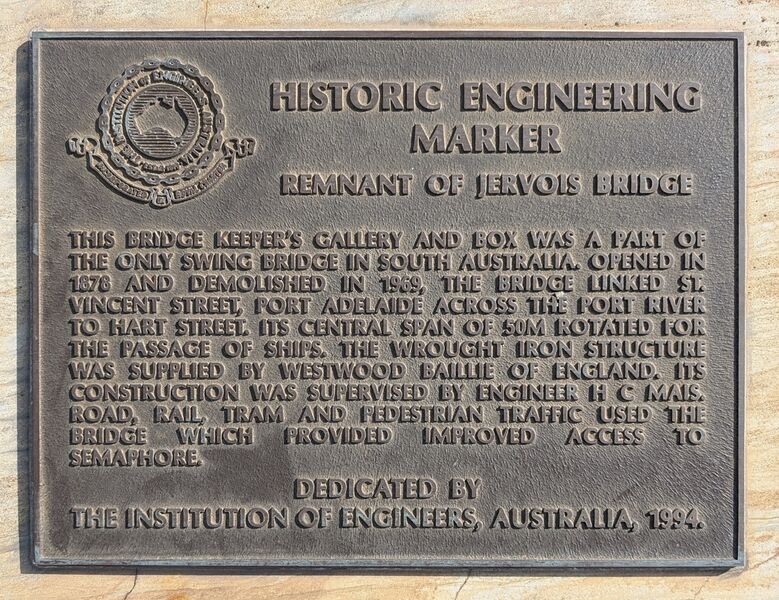 INSTITUTION OF ENGINEERS AUSTRALIA
HISTORIC ENGINEERING
MARKER
REMNANT OF JERVOIS BRIDGE
THIS BRIDGE KEEPER'S GALLERY AND BOX WAS A PART OF
THE ONLY SWING BRIDGE IN SOUTH AUSTRALIA. OPENED IN
1878 AND DEMOLISHED IN 1969, THE BRIDGE LINKED ST.
VINCENT STREET, PORT ADELAIDE ACROSS THE PORT RIVER
TO HART STREET. ITS CENTRAL SPAN OF 50M ROTATED FOR
THE PASSAGE OF SHIPS. THE WROUGHT IRON STRUCTURE
WAS SUPPLIED BY WESTWOOD BAILLIE OF ENGLAND. ITS
CONSTRUCTION WAS SUPERVISED BY ENGINEER H C MAIS.
ROAD, RAIL, TRAM AND PEDESTRIAN TRAFFIC USED THE
BRIDGE WHICH PROVIDED IMPROVED ACCESS TO
SEMAPHORE.
DEDICATED BY
THE INSTITUTION OF ENGINEERS, AUSTRALIA, 1994.